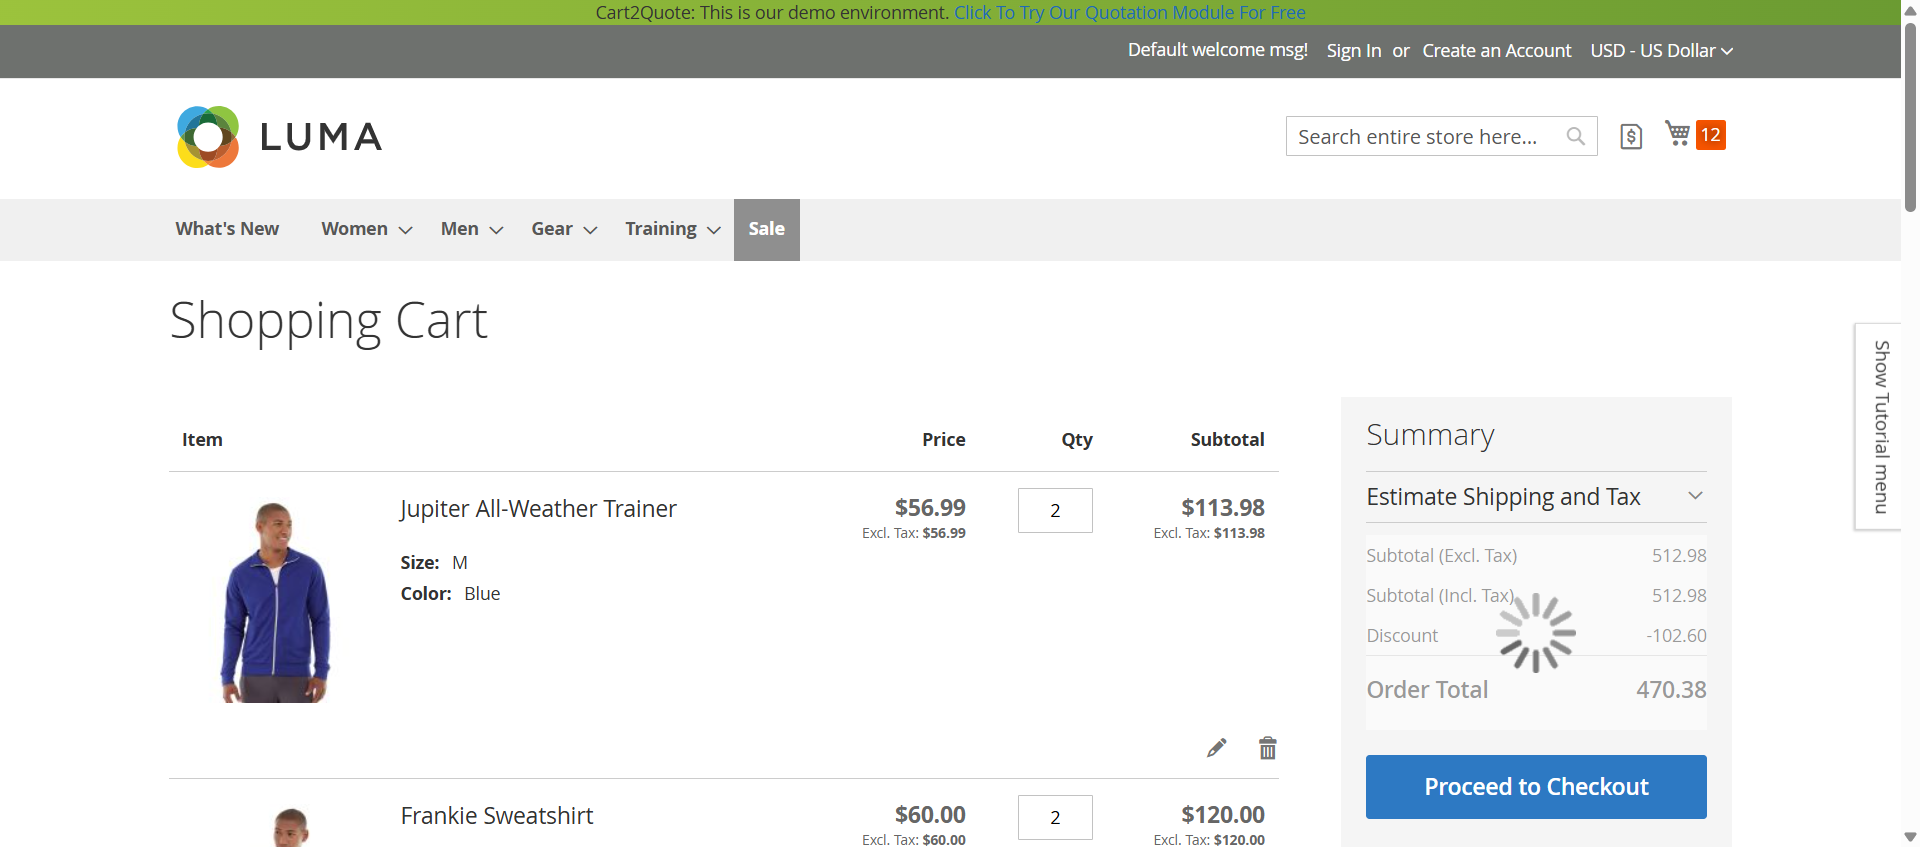 Cart2Quote: This is our demo environment. Click To Try Our Quotation Module For Free
Default welcome msg! Sign In or Create an Account USD - US Dollar
LUMA
Search entire store here...
12
What's New Women Men Gear Training Sale
Shopping Cart
Show Tutorial menu
Item Price Qty Subtotal
Jupiter All-Weather Trainer $56.99 2 $113.98
Excl. Tax: $56.99 Excl. Tax: $113.98
Size: M
Color: Blue
Frankie Sweatshirt $60.00 2 $120.00
Excl. Tax: $60.00 Excl. Tax: $120.00
Summary
Estimate Shipping and Tax
Subtotal (Excl. Tax) 512.98
Subtotal (Incl. Tax) 512.98
Discount -102.60
Order Total 470.38
Proceed to Checkout